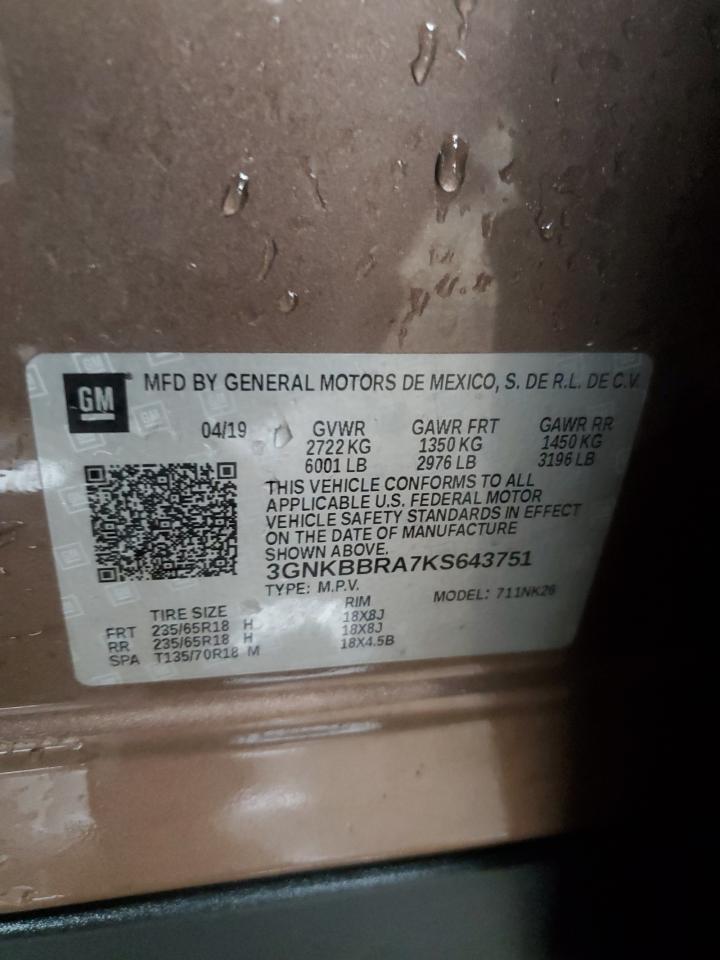 GM MFD BY GENERAL MOTORS DE MEXICO, S. DE R.L. DE C.V.
04/19 GVWR GAWR FRT GAWR RR
2722 KG 1350 KG 1450 KG
6001 LB 2976 LB 3196 LB
THIS VEHICLE CONFORMS TO ALL
APPLICABLE U.S. FEDERAL MOTOR
VEHICLE SAFETY STANDARDS IN EFFECT
ON THE DATE OF MANUFACTURE
SHOWN ABOVE.
3GNKBBRA7KS643751
TYPE: M.P.V. MODEL: 711NK26
TIRE SIZE RIM
FRT 235/65R18 H 18X8J
RR 235/65R18 H 18X8J
SPA T135/70R18 M 18X4.5B